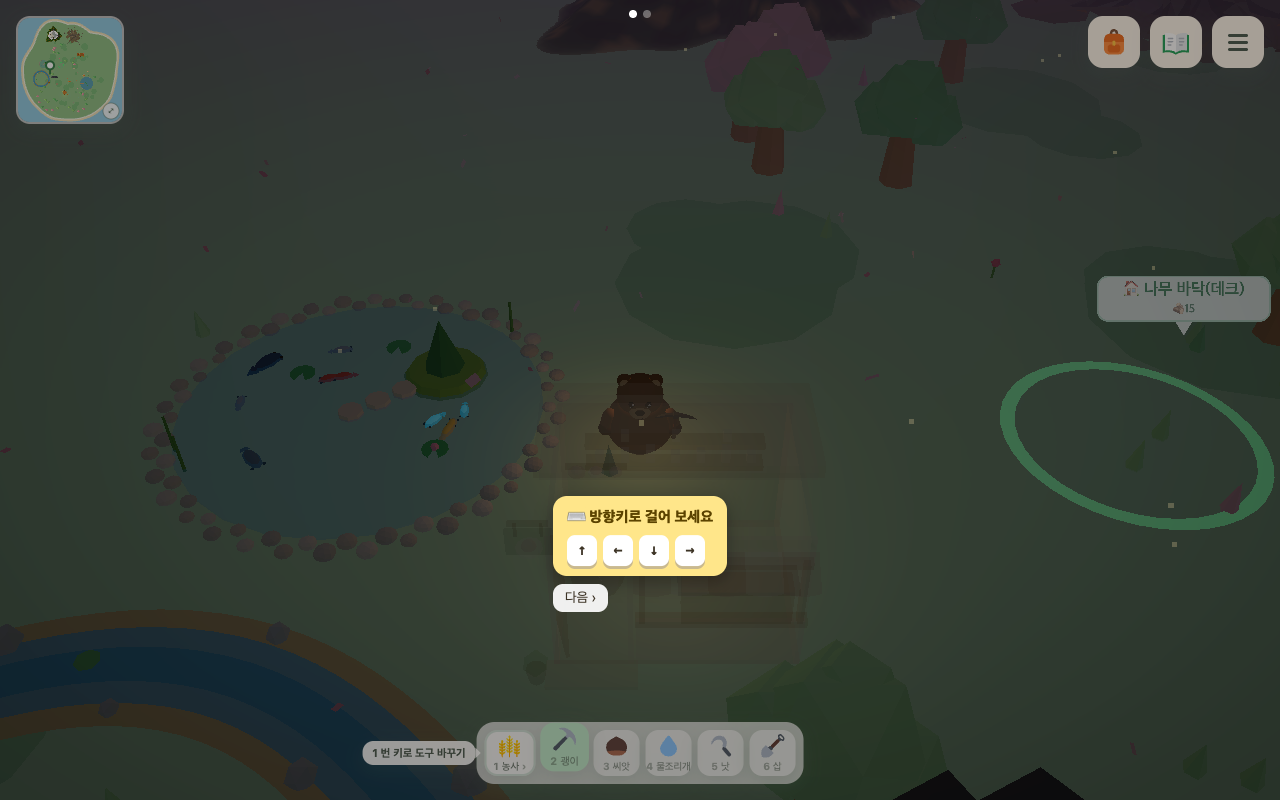 나무 바닥(데크)
15
방향키로 걸어 보세요
↑ ← ↓ →
다음 ›
1 번 키로 도구 바꾸기
1 농사 ›
2 괭이
3 씨앗
4 물조리개
5 낫
6 삽